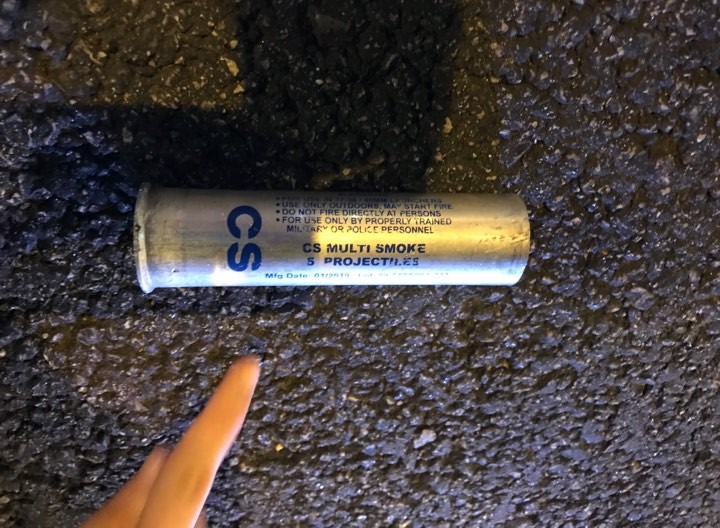 • USE ONLY OUTDOORS, MAY START FIRE
• DO NOT FIRE DIRECTLY AT PERSONS
• FOR USE ONLY BY PROPERLY TRAINED
MILITARY OR POLICE PERSONNEL
CS
CS MULTI SMOKE
5 PROJECTILES
Mfg Date: 01/2019